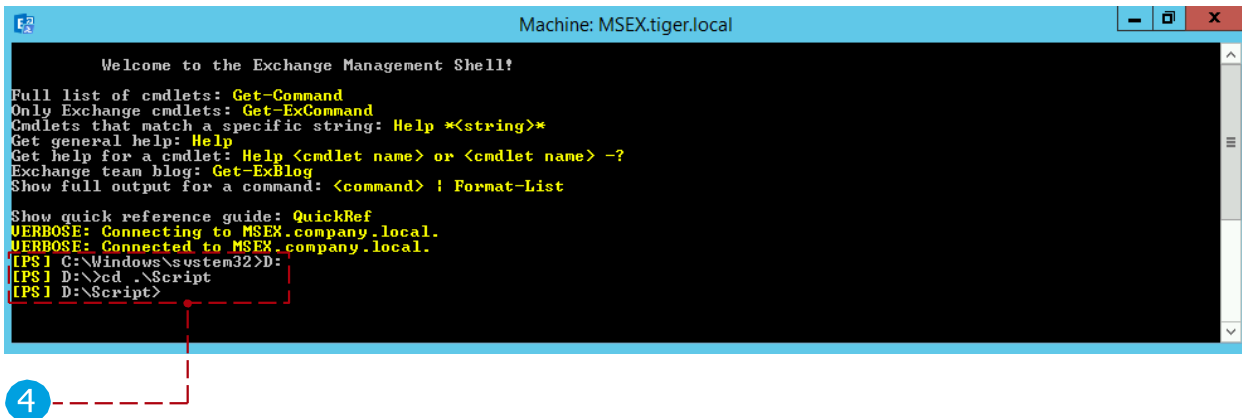 Machine: MSEX.tiger.local
Welcome to the Exchange Management Shell!
Full list of cmdlets: Get-Command
Only Exchange cmdlets: Get-ExCommand
Cmdlets that match a specific string: Help *<string>*
Get general help: Help
Get help for a cmdlet: Help <cmdlet name> or <cmdlet name> -?
Exchange team blog: Get-ExBlog
Show full output for a command: <command> | Format-List
Show quick reference guide: QuickRef
VERBOSE: Connecting to MSEX.company.local.
VERBOSE: Connected to MSEX.company.local.
[PS] C:\Windows\system32>D:
[PS] D:\>cd .\Script
[PS] D:\Script>
4